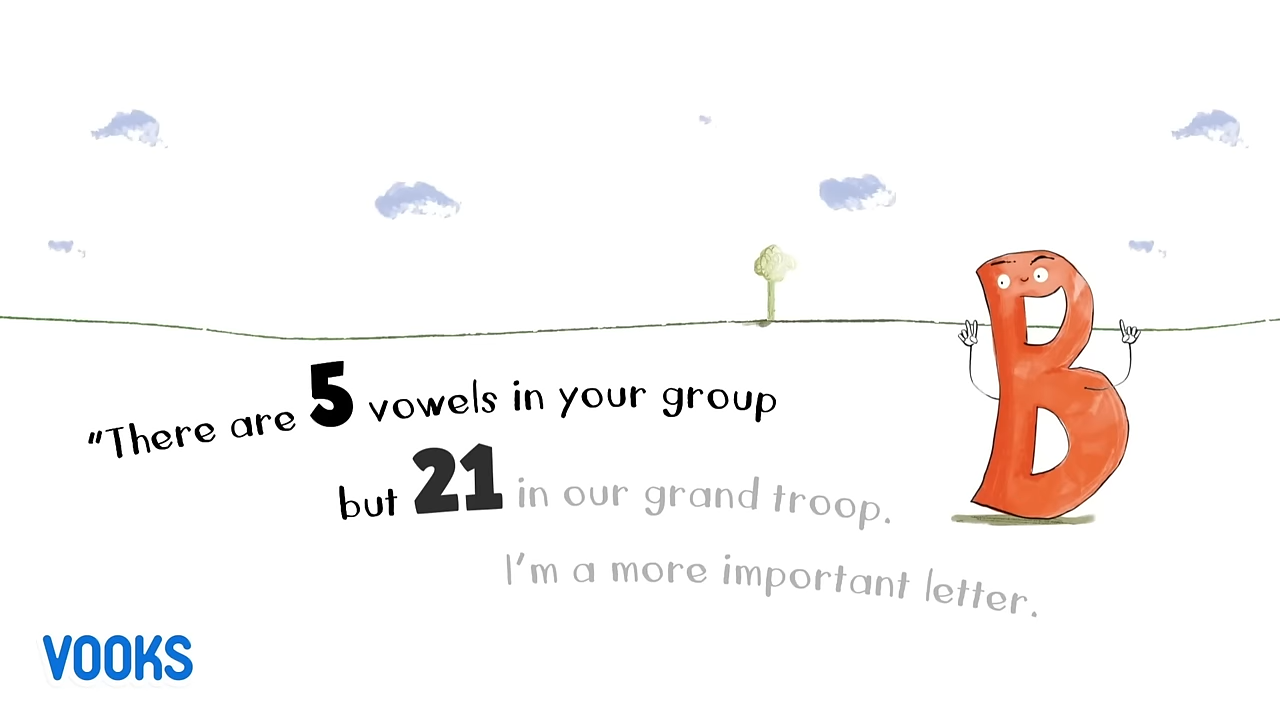 "There are 5 vowels in your group
but 21 in our grand troop.
I'm a more important letter.
B
VOOKS